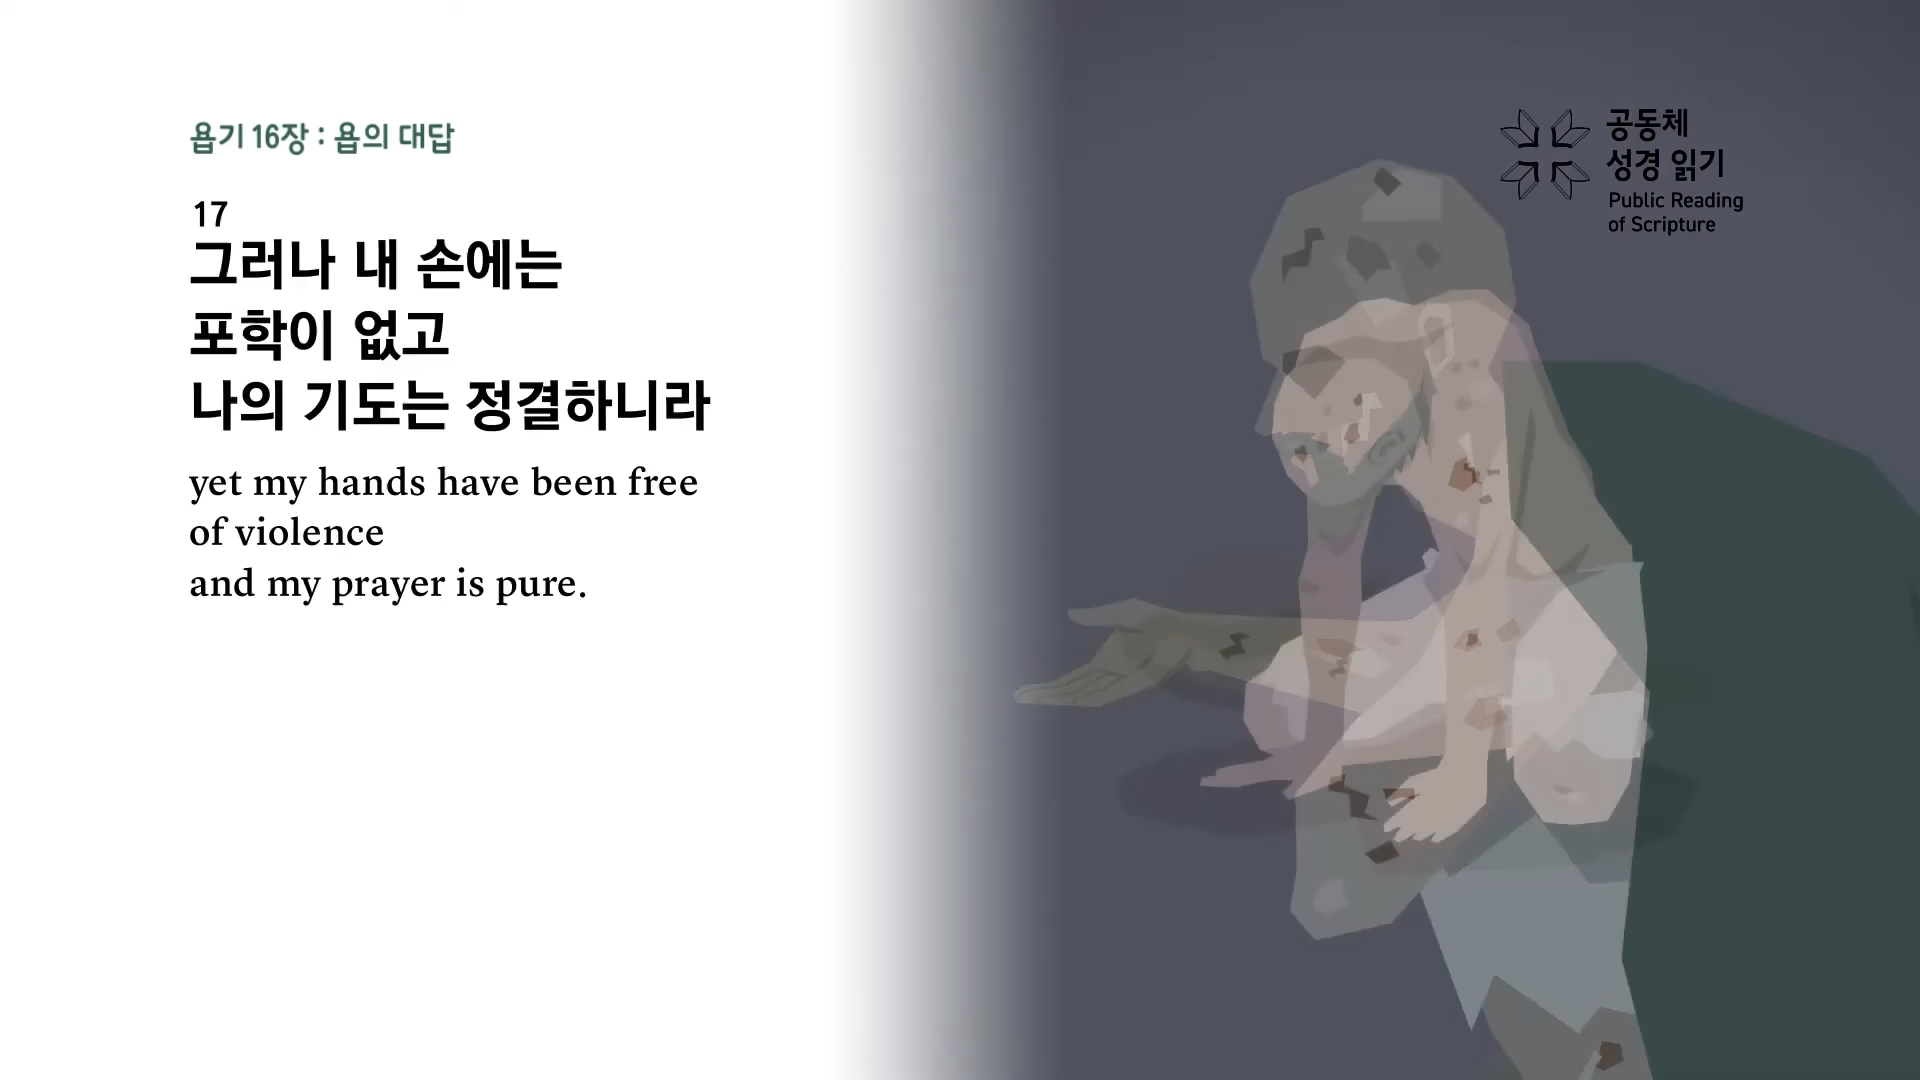 욥기 16장 : 욥의 대답
17
그러나 내 손에는
포학이 없고
나의 기도는 정결하니라
yet my hands have been free
of violence
and my prayer is pure.
공동체
성경 읽기
Public Reading
of Scripture